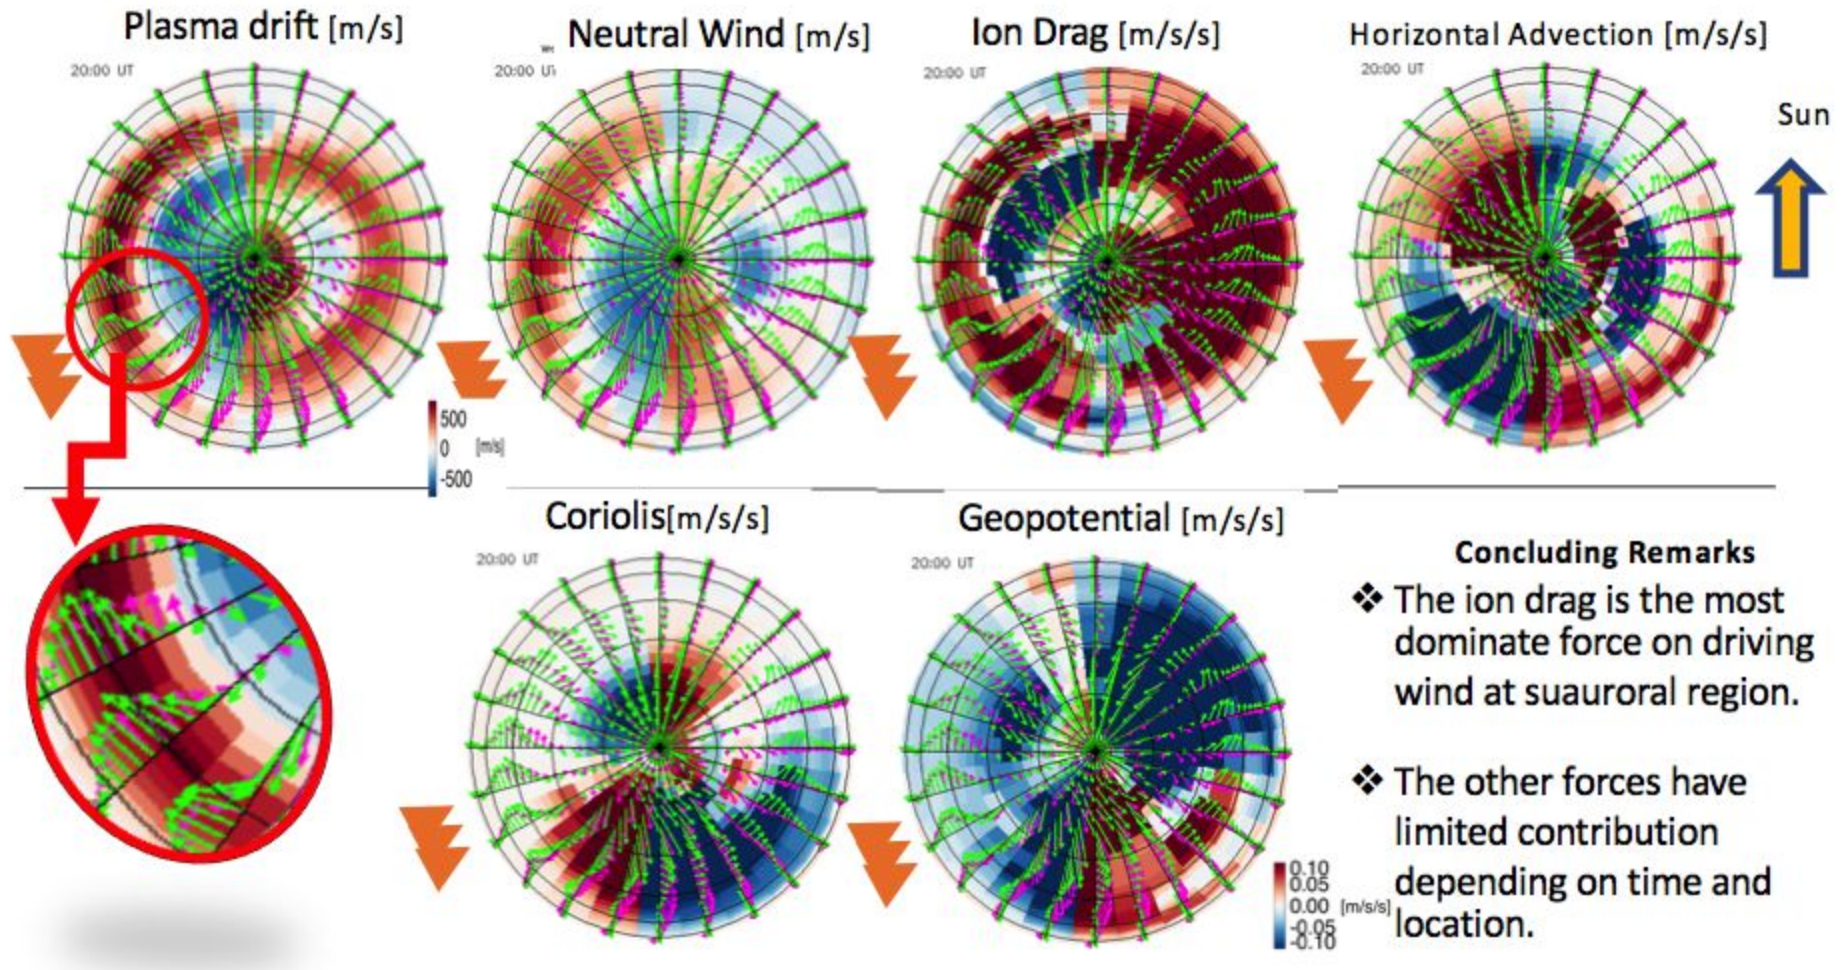 Plasma drift [m/s]
Neutral Wind [m/s]
Ion Drag [m/s/s]
Horizontal Advection [m/s/s]
20:00 UT
20:00 UT
20:00 UT
20:00 UT
Sun
500
0
[m/s]
-500
Coriolis[m/s/s]
Geopotential [m/s/s]
20:00 UT
20:00 UT
0.10
0.05
0.00
[m/s/s]
-0.05
-0.10
Concluding Remarks
❖ The ion drag is the most
dominate force on driving
wind at suauroral region.
❖ The other forces have
limited contribution
depending on time and
location.